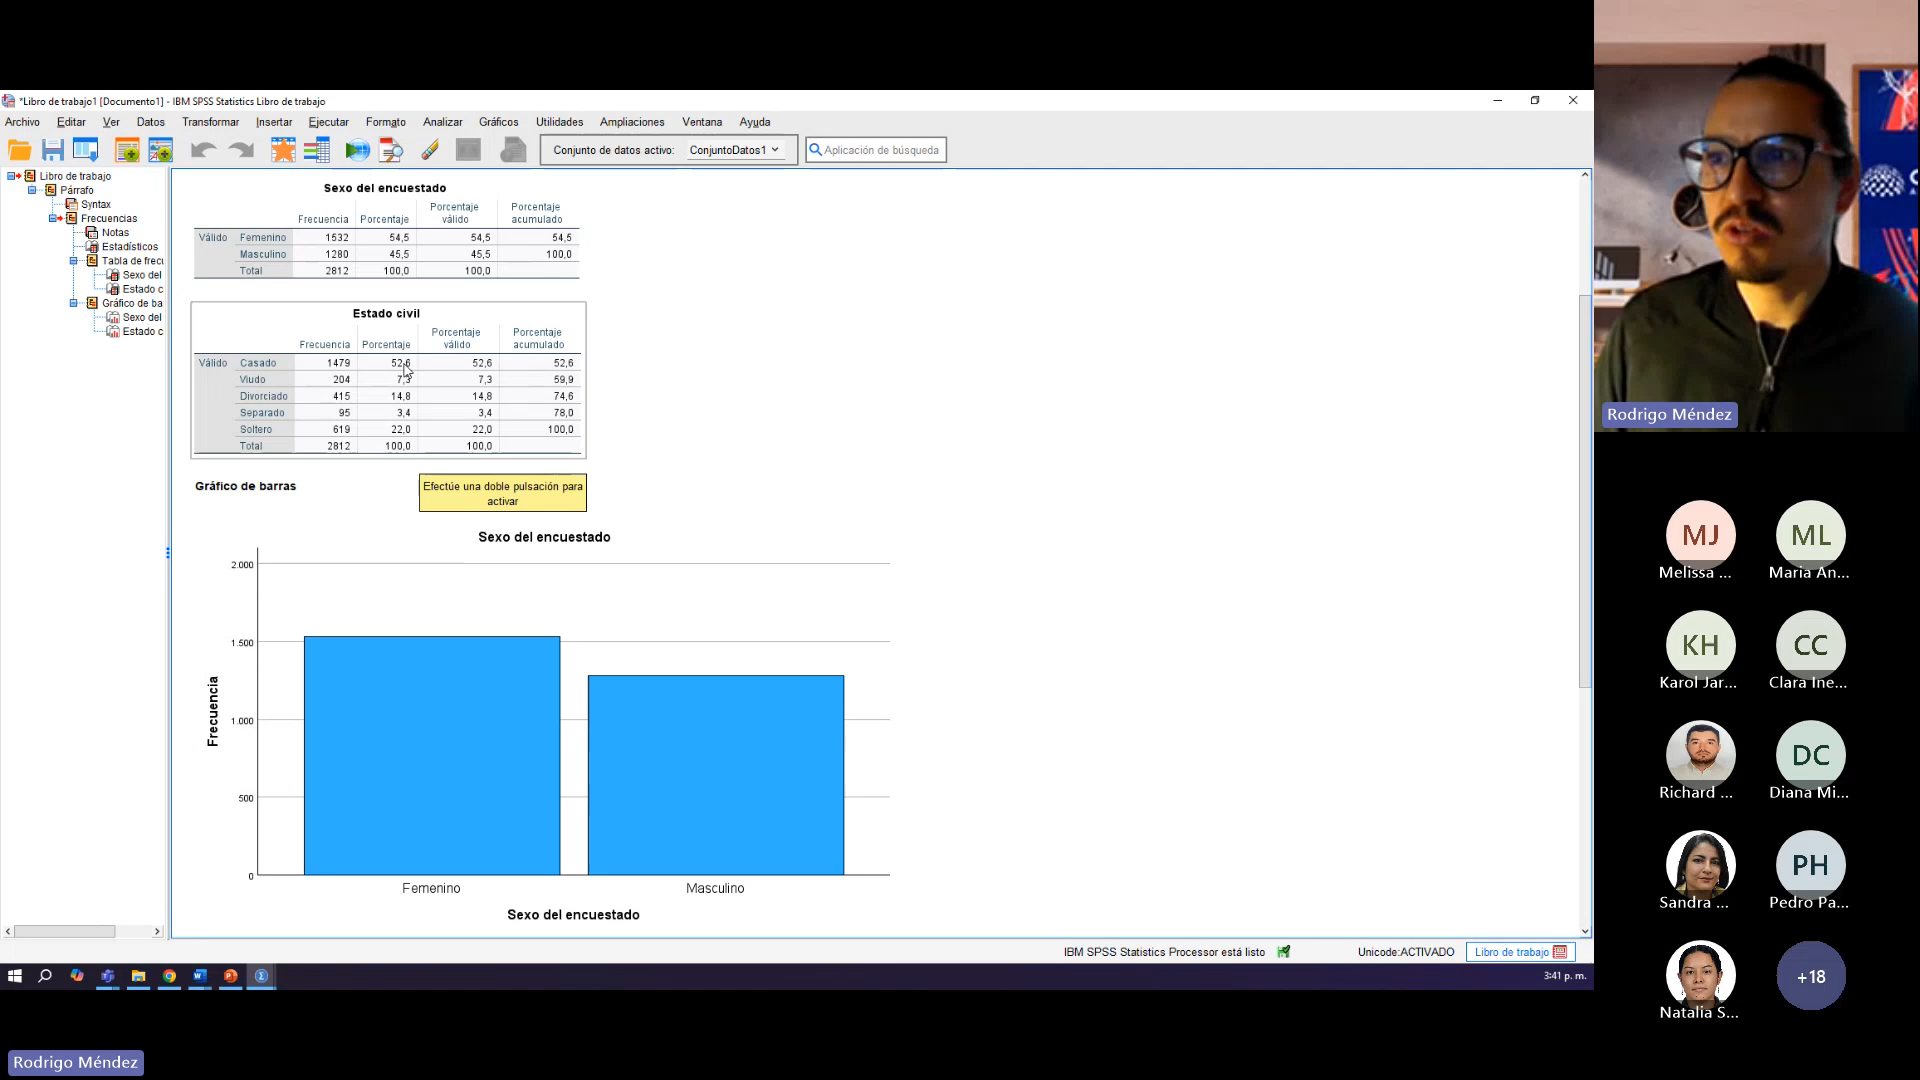 *Libro de trabajo1 [Documento1] - IBM SPSS Statistics Libro de trabajo
Archivo Editar Ver Datos Transformar Insertar Ejecutar Formato Analizar Gráficos Utilidades Ampliaciones Ventana Ayuda
Conjunto de datos activo: ConjuntoDatos1 Aplicación de búsqueda
Libro de trabajo
Párrafo
Syntax
Frecuencias
Notas
Estadísticos
Tabla de frecu
Sexo del
Estado c
Gráfico de ba
Sexo del
Estado c
Sexo del encuestado
Frecuencia Porcentaje Porcentaje válido Porcentaje acumulado
Válido Femenino 1532 54,5 54,5 54,5
Masculino 1280 45,5 45,5 100,0
Total 2812 100,0 100,0
Estado civil
Frecuencia Porcentaje Porcentaje válido Porcentaje acumulado
Válido Casado 1479 52,6 52,6 52,6
Viudo 204 7,3 7,3 59,9
Divorciado 415 14,8 14,8 74,6
Separado 95 3,4 3,4 78,0
Soltero 619 22,0 22,0 100,0
Total 2812 100,0 100,0
Gráfico de barras
Efectúe una doble pulsación para
activar
Sexo del encuestado
2.000
1.500
1.000
500
0
Frecuencia
Femenino Masculino
Sexo del encuestado
IBM SPSS Statistics Processor está listo Unicode:ACTIVADO Libro de trabajo
3:41 p. m.
Rodrigo Méndez
Rodrigo Méndez
MJ ML
Melissa ... Maria An...
KH CC
Karol Jar... Clara Ine...
DC
Richard ... Diana Mi...
PH
Sandra ... Pedro Pa...
+18
Natalia S...